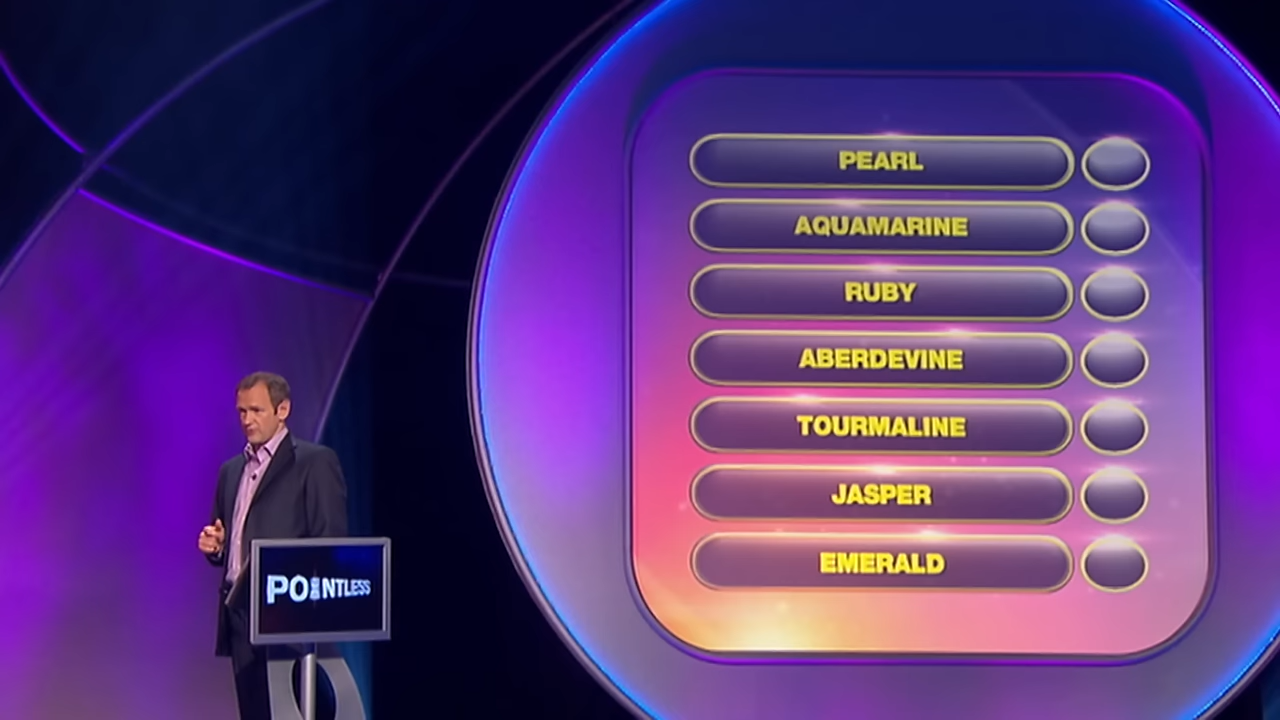 PEARL
AQUAMARINE
RUBY
ABERDEVINE
TOURMALINE
JASPER
EMERALD
POINTLESS